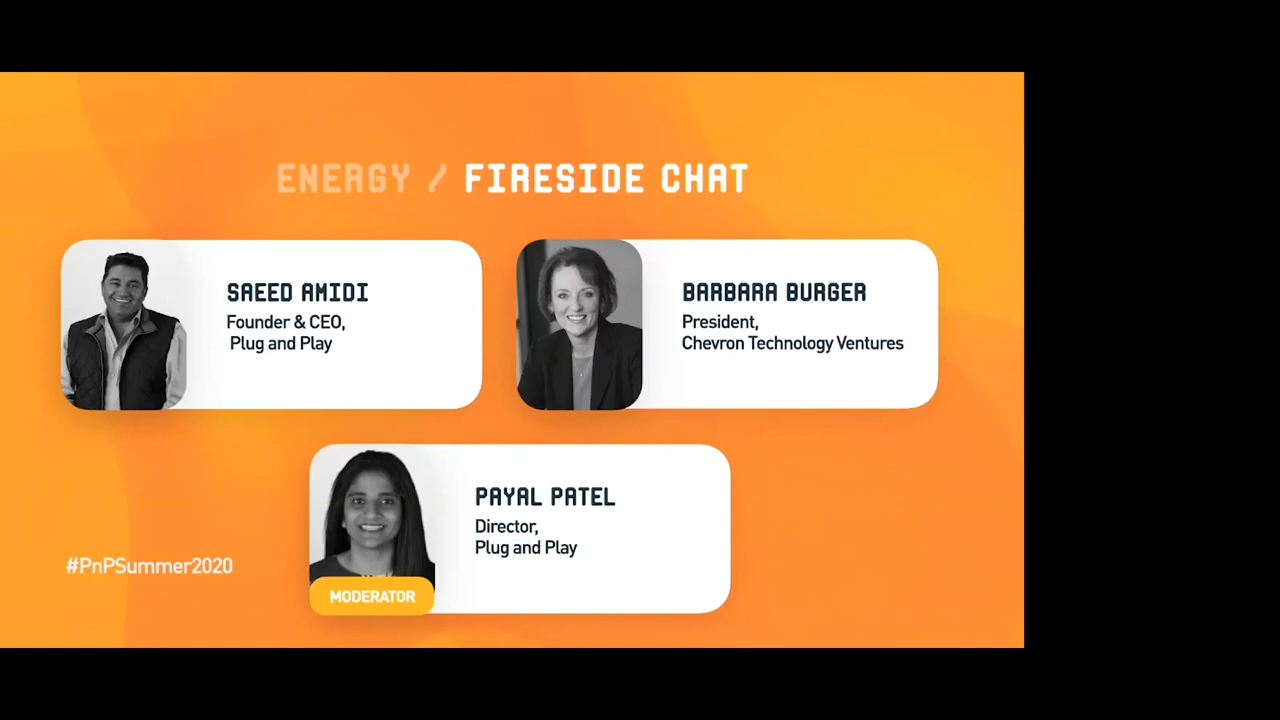 ENERGY / FIRESIDE CHAT
SAEED AMIDI
Founder & CEO,
Plug and Play
BARBARA BURGER
President,
Chevron Technology Ventures
PAYAL PATEL
Director,
Plug and Play
MODERATOR
#PnPSummer2020